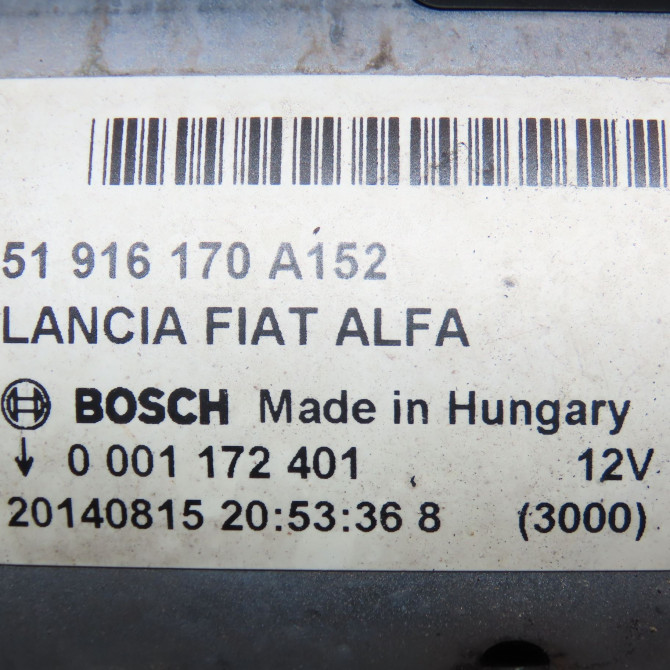 51 916 170 A152
LANCIA FIAT ALFA
BOSCH Made in Hungary
0 001 172 401 12V
20140815 20:53:36 8 (3000)